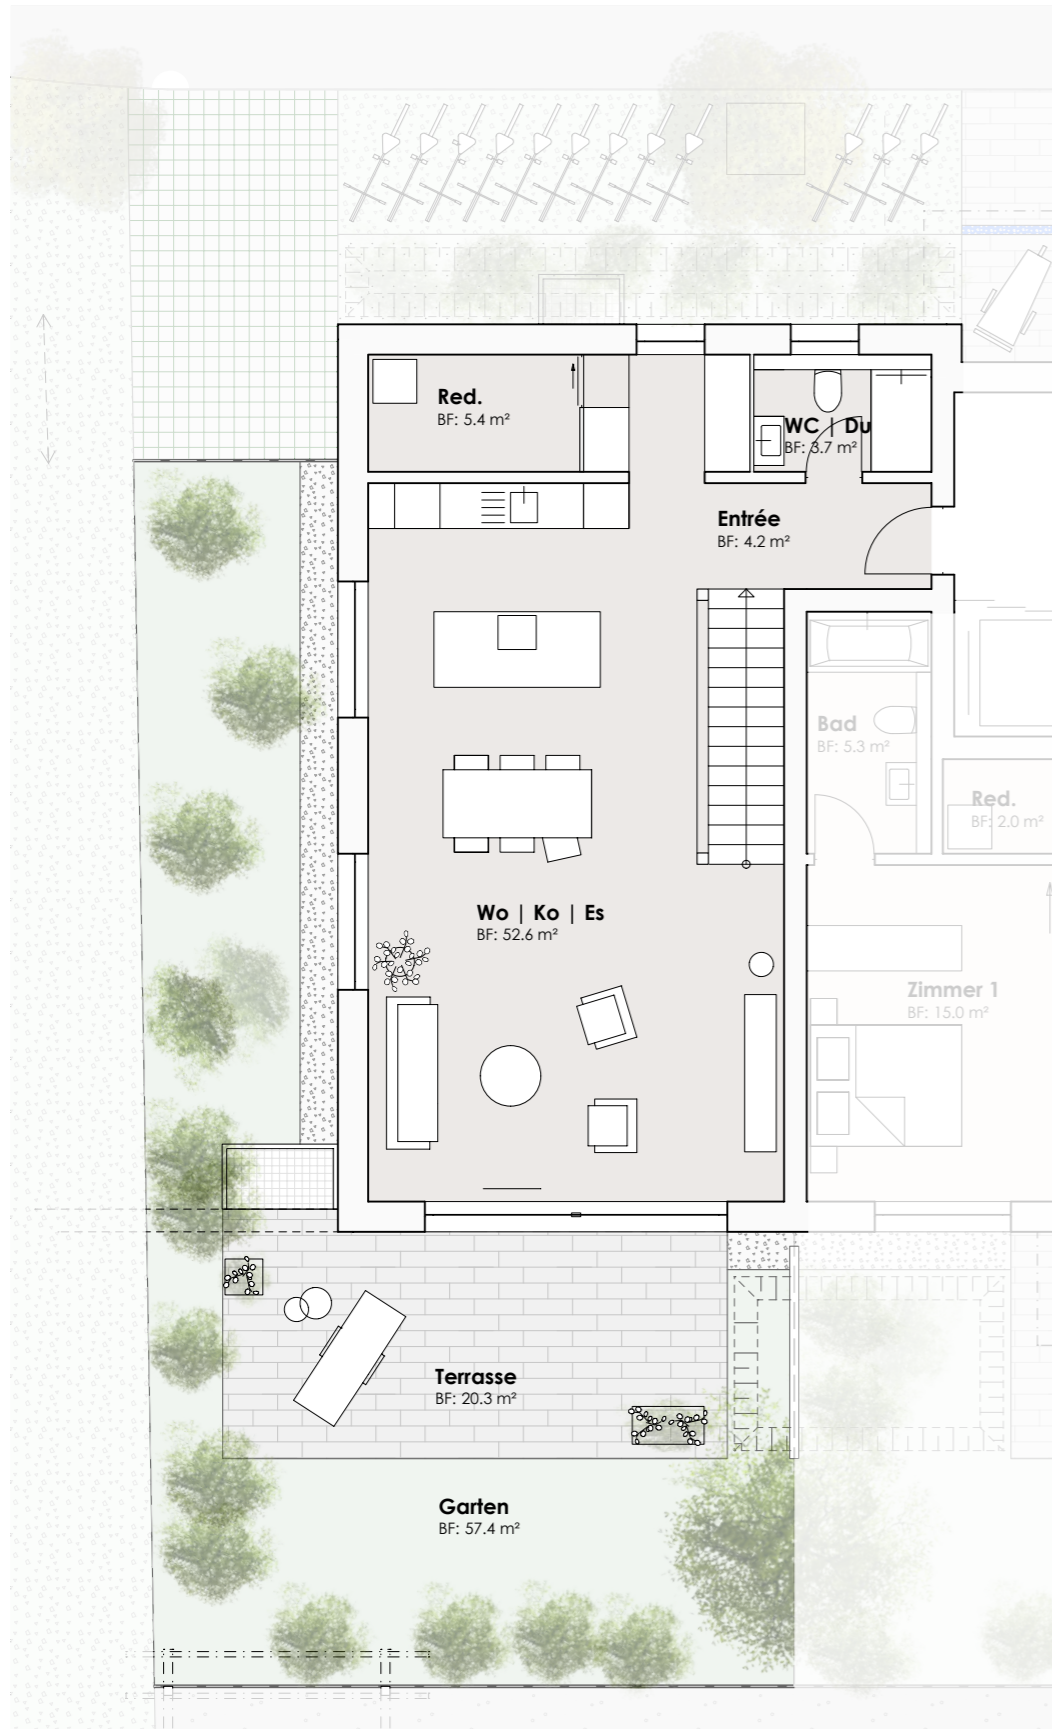 Red.
BF: 5.4 m²
WC | Du
BF: 3.7 m²
Entrée
BF: 4.2 m²
Bad
BF: 5.3 m²
Red.
BF: 2.0 m²
Wo | Ko | Es
BF: 52.6 m²
Zimmer 1
BF: 15.0 m²
Terrasse
BF: 20.3 m²
Garten
BF: 57.4 m²